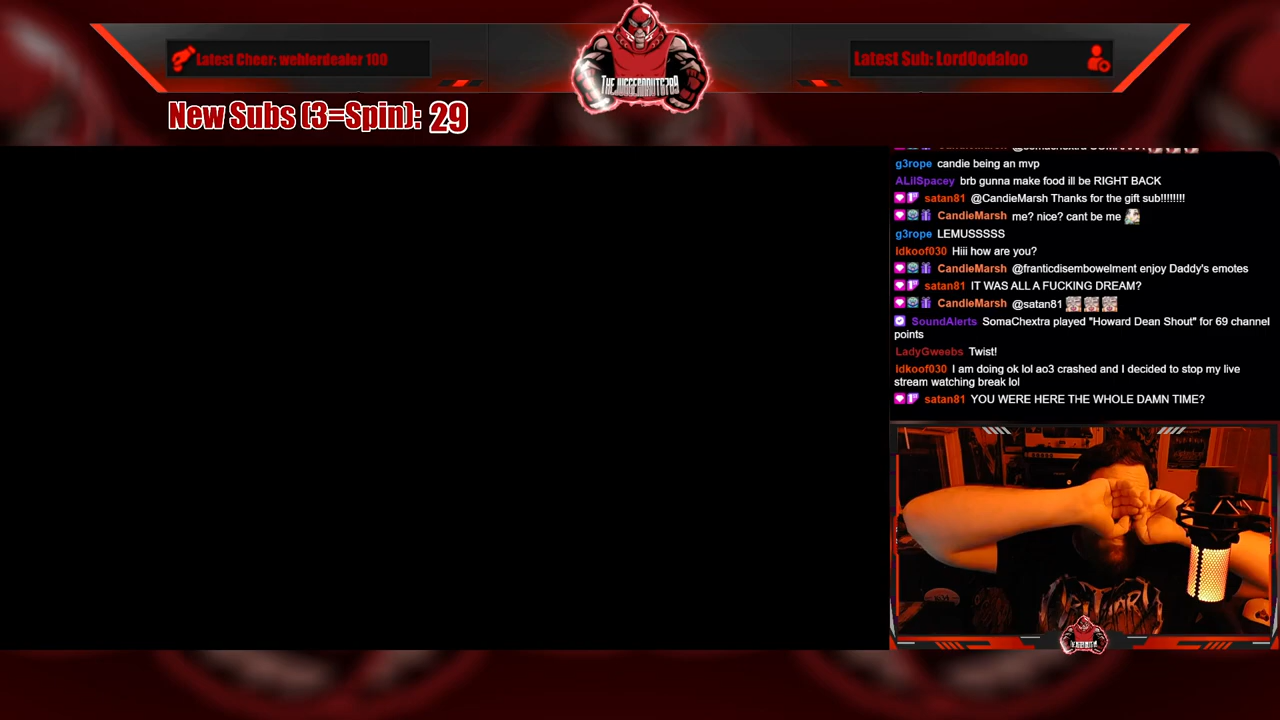 Latest Cheer: wehlerdealer 100
THEJUGGERNAUT6789
Latest Sub: LordOodaloo
New Subs (3=Spin): 29
g3rope candie being an mvp
ALilSpacey brb gunna make food ill be RIGHT BACK
satan81 @CandieMarsh Thanks for the gift sub!!!!!!!!
CandieMarsh me? nice? cant be me
g3rope LEMUSSSSS
idkoof030 Hiii how are you?
CandieMarsh @franticdisembowelment enjoy Daddy's emotes
satan81 IT WAS ALL A FUCKING DREAM?
CandieMarsh @satan81
SoundAlerts SomaChextra played "Howard Dean Shout" for 69 channel
points
LadyGweebs Twist!
idkoof030 I am doing ok lol ao3 crashed and I decided to stop my live
stream watching break lol
satan81 YOU WERE HERE THE WHOLE DAMN TIME?